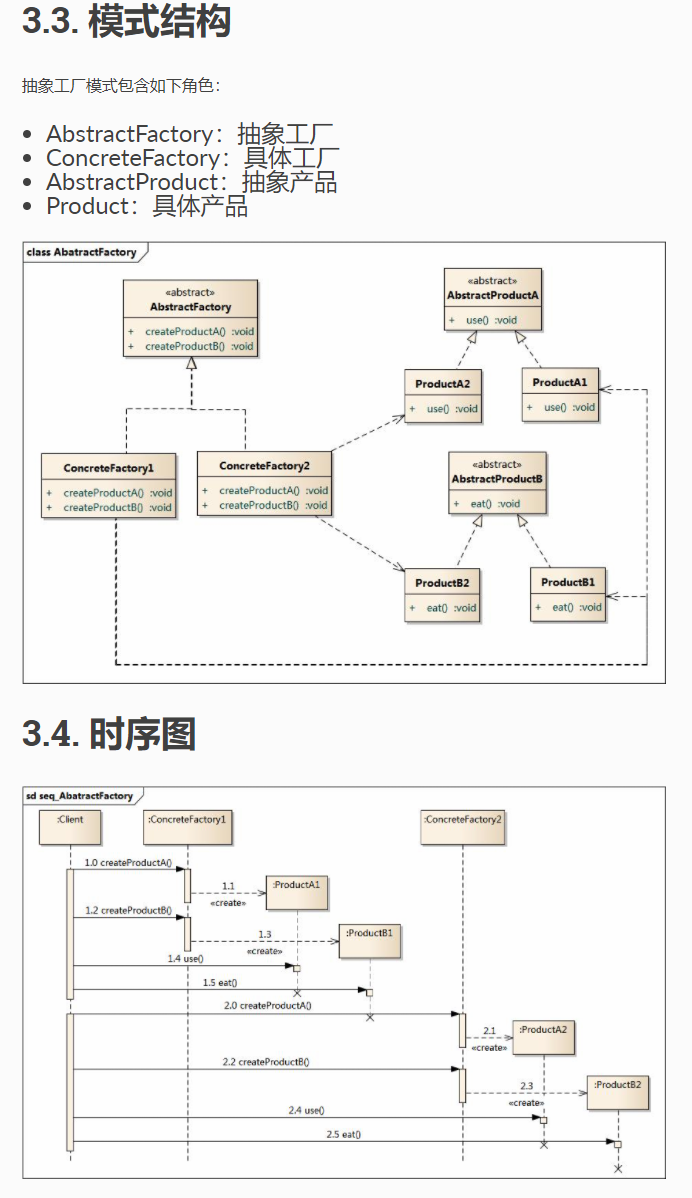 3.3. 模式结构
抽象工厂模式包含如下角色：
• AbstractFactory：抽象工厂
• ConcreteFactory：具体工厂
• AbstractProduct：抽象产品
• Product：具体产品
class AbatractFactory
«abstract»
AbstractFactory
+ createProductA() :void
+ createProductB() :void
«abstract»
AbstractProductA
+ use() :void
ProductA2
+ use() :void
ProductA1
+ use() :void
ConcreteFactory1
+ createProductA() :void
+ createProductB() :void
ConcreteFactory2
+ createProductA() :void
+ createProductB() :void
«abstract»
AbstractProductB
+ eat() :void
ProductB2
+ eat() :void
ProductB1
+ eat() :void
3.4. 时序图
sd seq_AbatractFactory
:Client
:ConcreteFactory1
:ConcreteFactory2
1.0 createProductA()
1.1
«create»
:ProductA1
1.2 createProductB()
1.3
«create»
:ProductB1
1.4 use()
1.5 eat()
2.0 createProductA()
2.1
«create»
:ProductA2
2.2 createProductB()
2.3
«create»
:ProductB2
2.4 use()
2.5 eat()